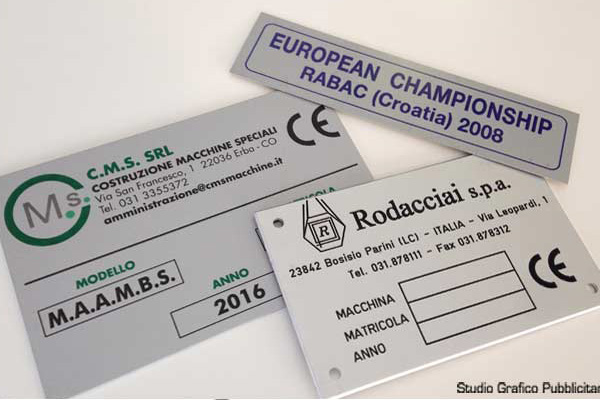 EUROPEAN CHAMPIONSHIP
RABAC (Croatia) 2008
C.M.S. SRL
COSTRUZIONE MACCHINE SPECIALI
Via San Francesco, 1 22036 Erba - CO
Tel. 031 3355372
amministrazione@cmsmacchine.it
CE
M.s.
MODELLO
M.A.A.M.B.S.
ANNO
2016
R
Rodacciai s.p.a.
23842 Bosisio Parini (LC) - ITALIA - Via Leopardi, 1
Tel. 031.878111 - Fax 031.878312
CE
MACCHINA
MATRICOLA
ANNO
Studio Grafico